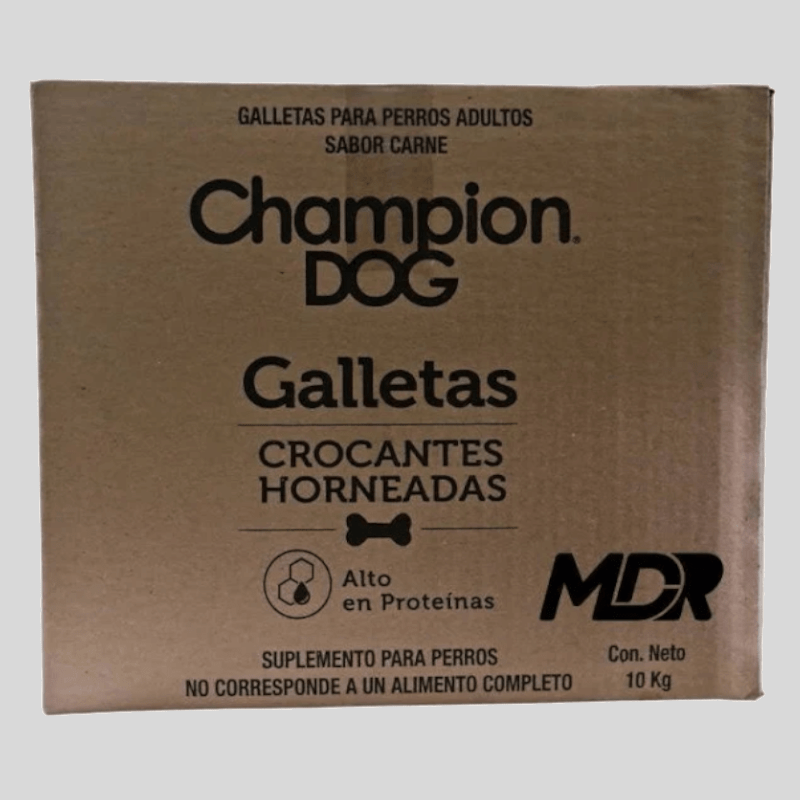 GALLETAS PARA PERROS ADULTOS
SABOR CARNE
Champion®
DOG
Galletas
CROCANTES
HORNEADAS
Alto
en Proteínas
MDR
SUPLEMENTO PARA PERROS
NO CORRESPONDE A UN ALIMENTO COMPLETO
Con. Neto
10 Kg